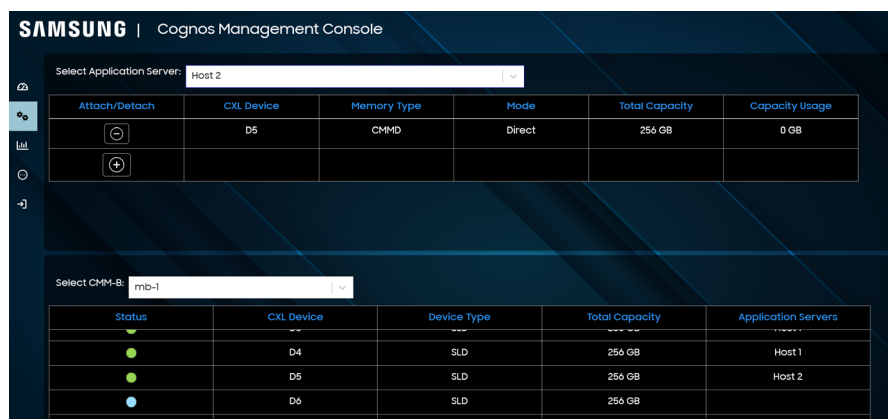 SAMSUNG | Cognos Management Console
Select Application Server: Host 2
Attach/Detach CXL Device Memory Type Mode Total Capacity Capacity Usage
D5 CMMD Direct 256 GB 0 GB
Select CMM-B: mb-1
Status CXL Device Device Type Total Capacity Application Servers
D4 SLD 256 GB Host 1
D5 SLD 256 GB Host 2
D6 SLD 256 GB